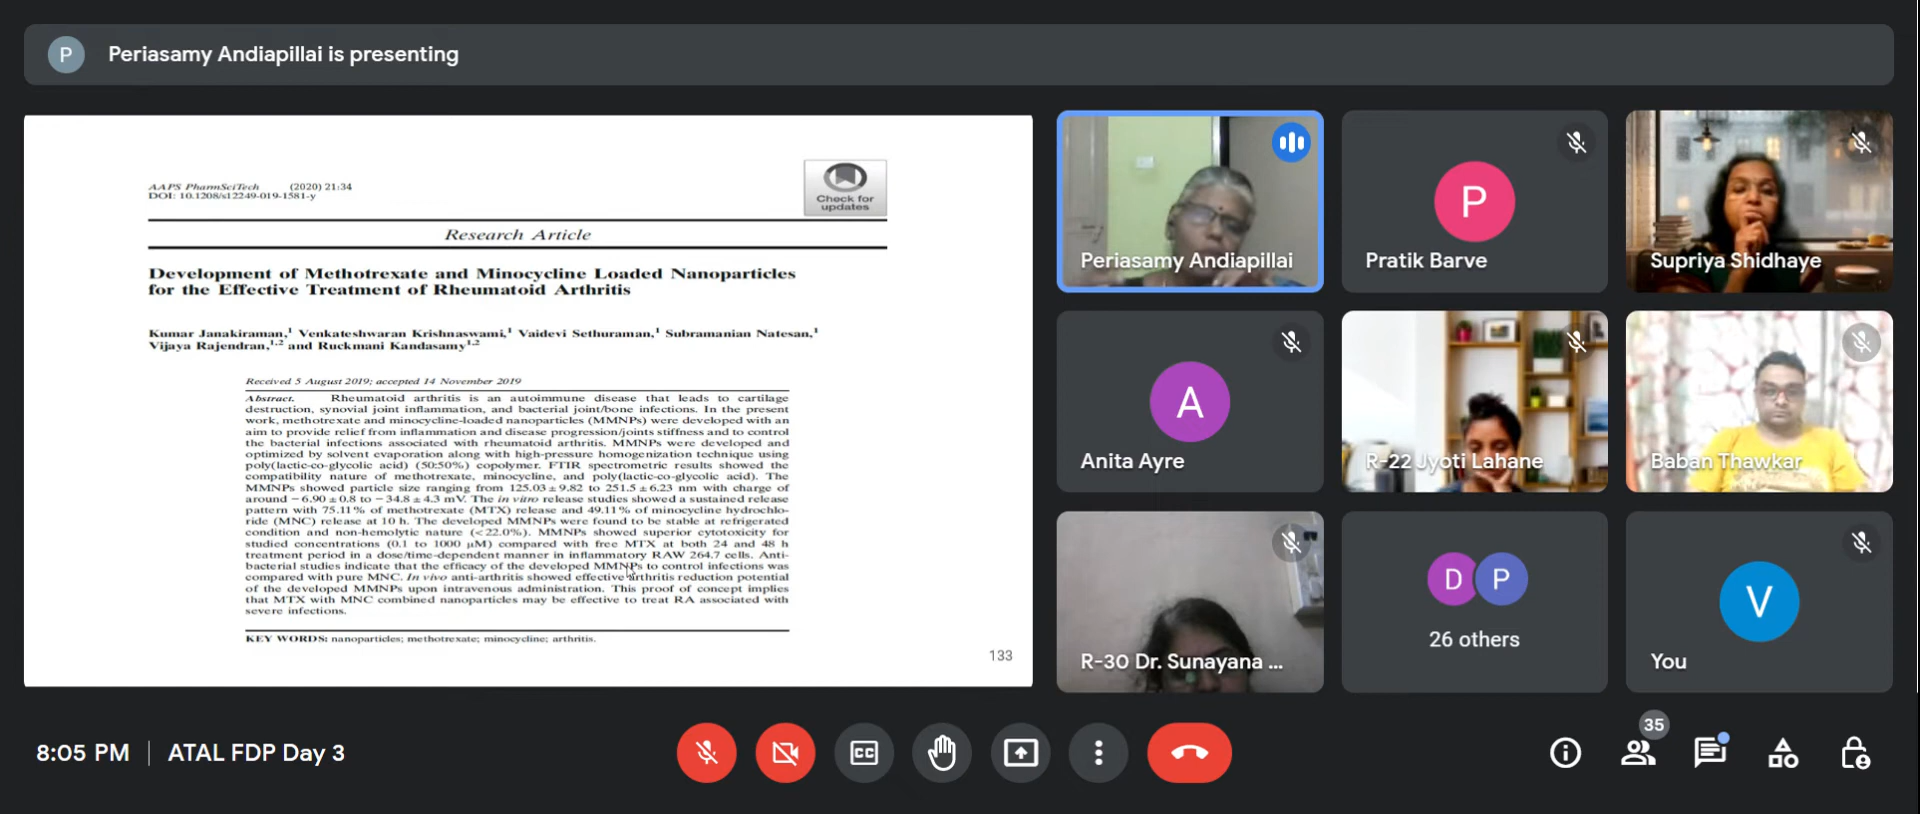 P Periasamy Andiapillai is presenting
AAPS PharmSciTech (2020) 21:34
DOI: 10.1208/s12249-019-1581-y
Check for
updates
Research Article
Development of Methotrexate and Minocycline Loaded Nanoparticles
for the Effective Treatment of Rheumatoid Arthritis
Kumar Janakiraman,¹ Venkateshwaran Krishnaswami,¹ Vaidevi Sethuraman,¹ Subramanian Natesan,¹
Vijaya Rajendran,¹,² and Ruckmani Kandasamy¹,²
Received 5 August 2019; accepted 14 November 2019
Abstract. Rheumatoid arthritis is an autoimmune disease that leads to cartilage
destruction, synovial joint inflammation, and bacterial joint/bone infections. In the present
work, methotrexate and minocycline-loaded nanoparticles (MMNPs) were developed with an
aim to provide relief from inflammation and disease progression/joints stiffness and to control
the bacterial infections associated with rheumatoid arthritis. MMNPs were developed and
optimized by solvent evaporation along with high-pressure homogenization technique using
poly(lactic-co-glycolic acid) (50:50%) copolymer. FTIR spectrometric results showed the
compatibility nature of methotrexate, minocycline, and poly(lactic-co-glycolic acid). The
MMNPs showed particle size ranging from 125.03 ± 9.82 to 251.5 ± 6.23 nm with charge of
around − 6.90 ± 0.8 to − 34.8 ± 4.3 mV. The in vitro release studies showed a sustained release
pattern with 75.11% of methotrexate (MTX) release and 49.11% of minocycline hydrochlo-
ride (MNC) release at 10 h. The developed MMNPs were found to be stable at refrigerated
condition and non-hemolytic nature (< 22.0%). MMNPs showed superior cytotoxicity for
studied concentrations (0.1 to 1000 μM) compared with free MTX at both 24 and 48 h
treatment period in a dose/time-dependent manner in inflammatory RAW 264.7 cells. Anti-
bacterial studies indicate that the efficacy of the developed MMNPs to control infections was
compared with pure MNC. In vivo anti-arthritis showed effective arthritis reduction potential
of the developed MMNPs upon intravenous administration. This proof of concept implies
that MTX with MNC combined nanoparticles may be effective to treat RA associated with
severe infections.
KEY WORDS: nanoparticles; methotrexate; minocycline; arthritis.
133
Periasamy Andiapillai
P
Pratik Barve
Supriya Shidhaye
A
Anita Ayre
R-22 Jyoti Lahane
Baban Thawkar
R-30 Dr. Sunayana ...
D P
26 others
V
You
8:05 PM | ATAL FDP Day 3
CC
35